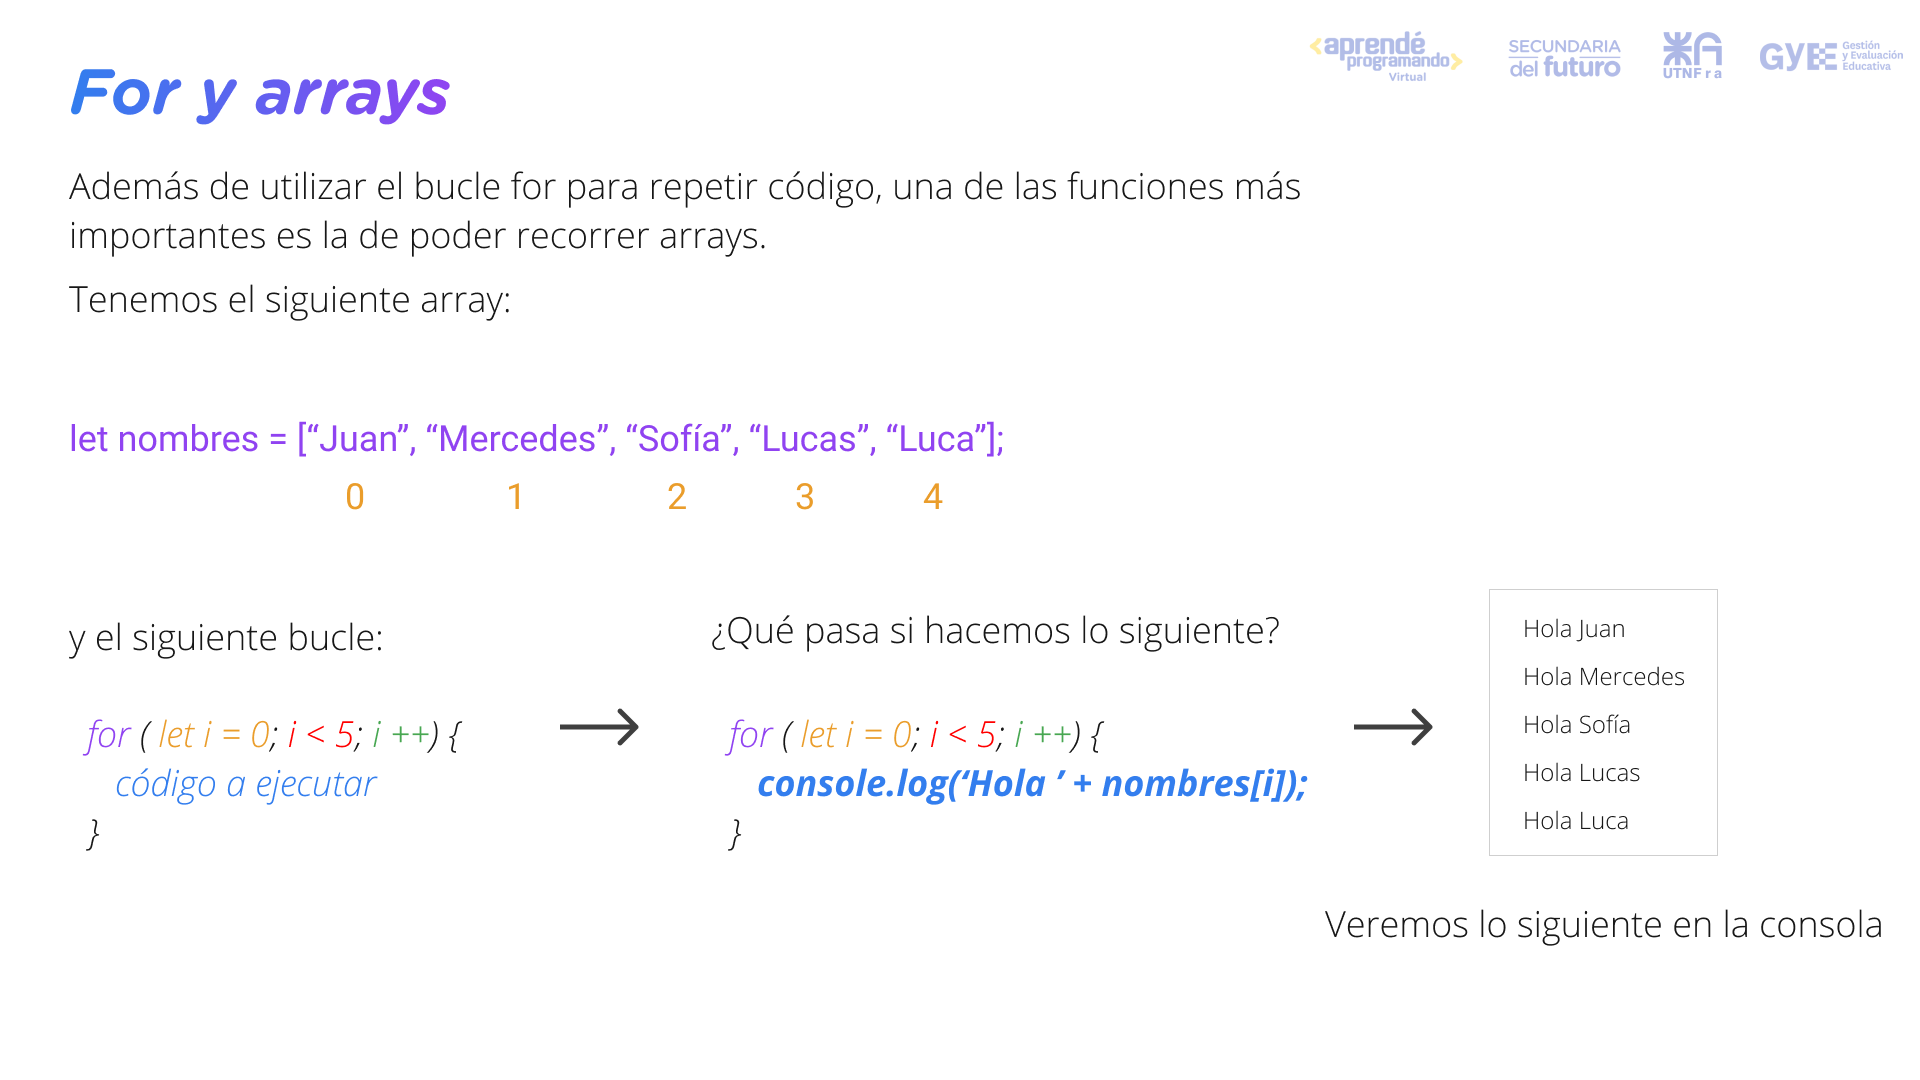 <aprendé
programando>
Virtual
SECUNDARIA
del futuro
UTNFra
GYEE
Gestión
y Evaluación
Educativa
For y arrays
Además de utilizar el bucle for para repetir código, una de las funciones más
importantes es la de poder recorrer arrays.
Tenemos el siguiente array:
let nombres = [“Juan”, “Mercedes”, “Sofía”, “Lucas”, “Luca”];
0 1 2 3 4
y el siguiente bucle:
for ( let i = 0; i < 5; i ++) {
código a ejecutar
}
¿Qué pasa si hacemos lo siguiente?
for ( let i = 0; i < 5; i ++) {
console.log(‘Hola ’ + nombres[i]);
}
Hola Juan
Hola Mercedes
Hola Sofía
Hola Lucas
Hola Luca
Veremos lo siguiente en la consola